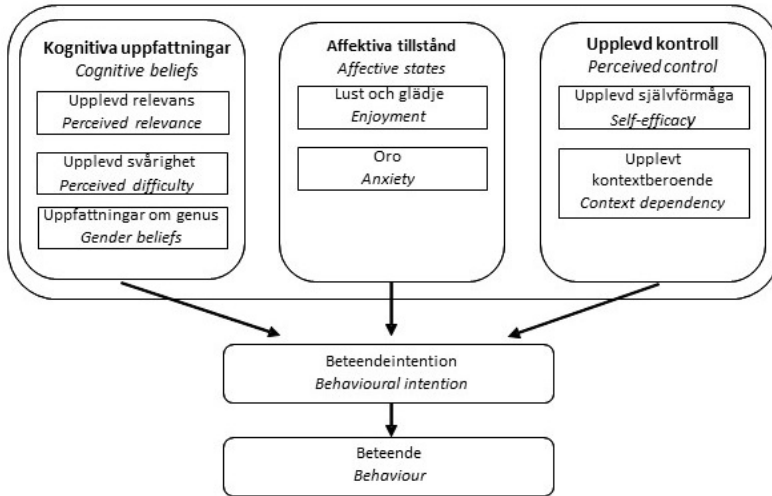 Kognitiva uppfattningar
Cognitive beliefs
Upplevd relevans
Perceived relevance
Upplevd svårighet
Perceived difficulty
Uppfattningar om genus
Gender beliefs
Affektiva tillstånd
Affective states
Lust och glädje
Enjoyment
Oro
Anxiety
Upplevd kontroll
Perceived control
Upplevd självförmåga
Self-efficacy
Upplevt
kontextberoende
Context dependency
Beteendeintention
Behavioural intention
Beteende
Behaviour